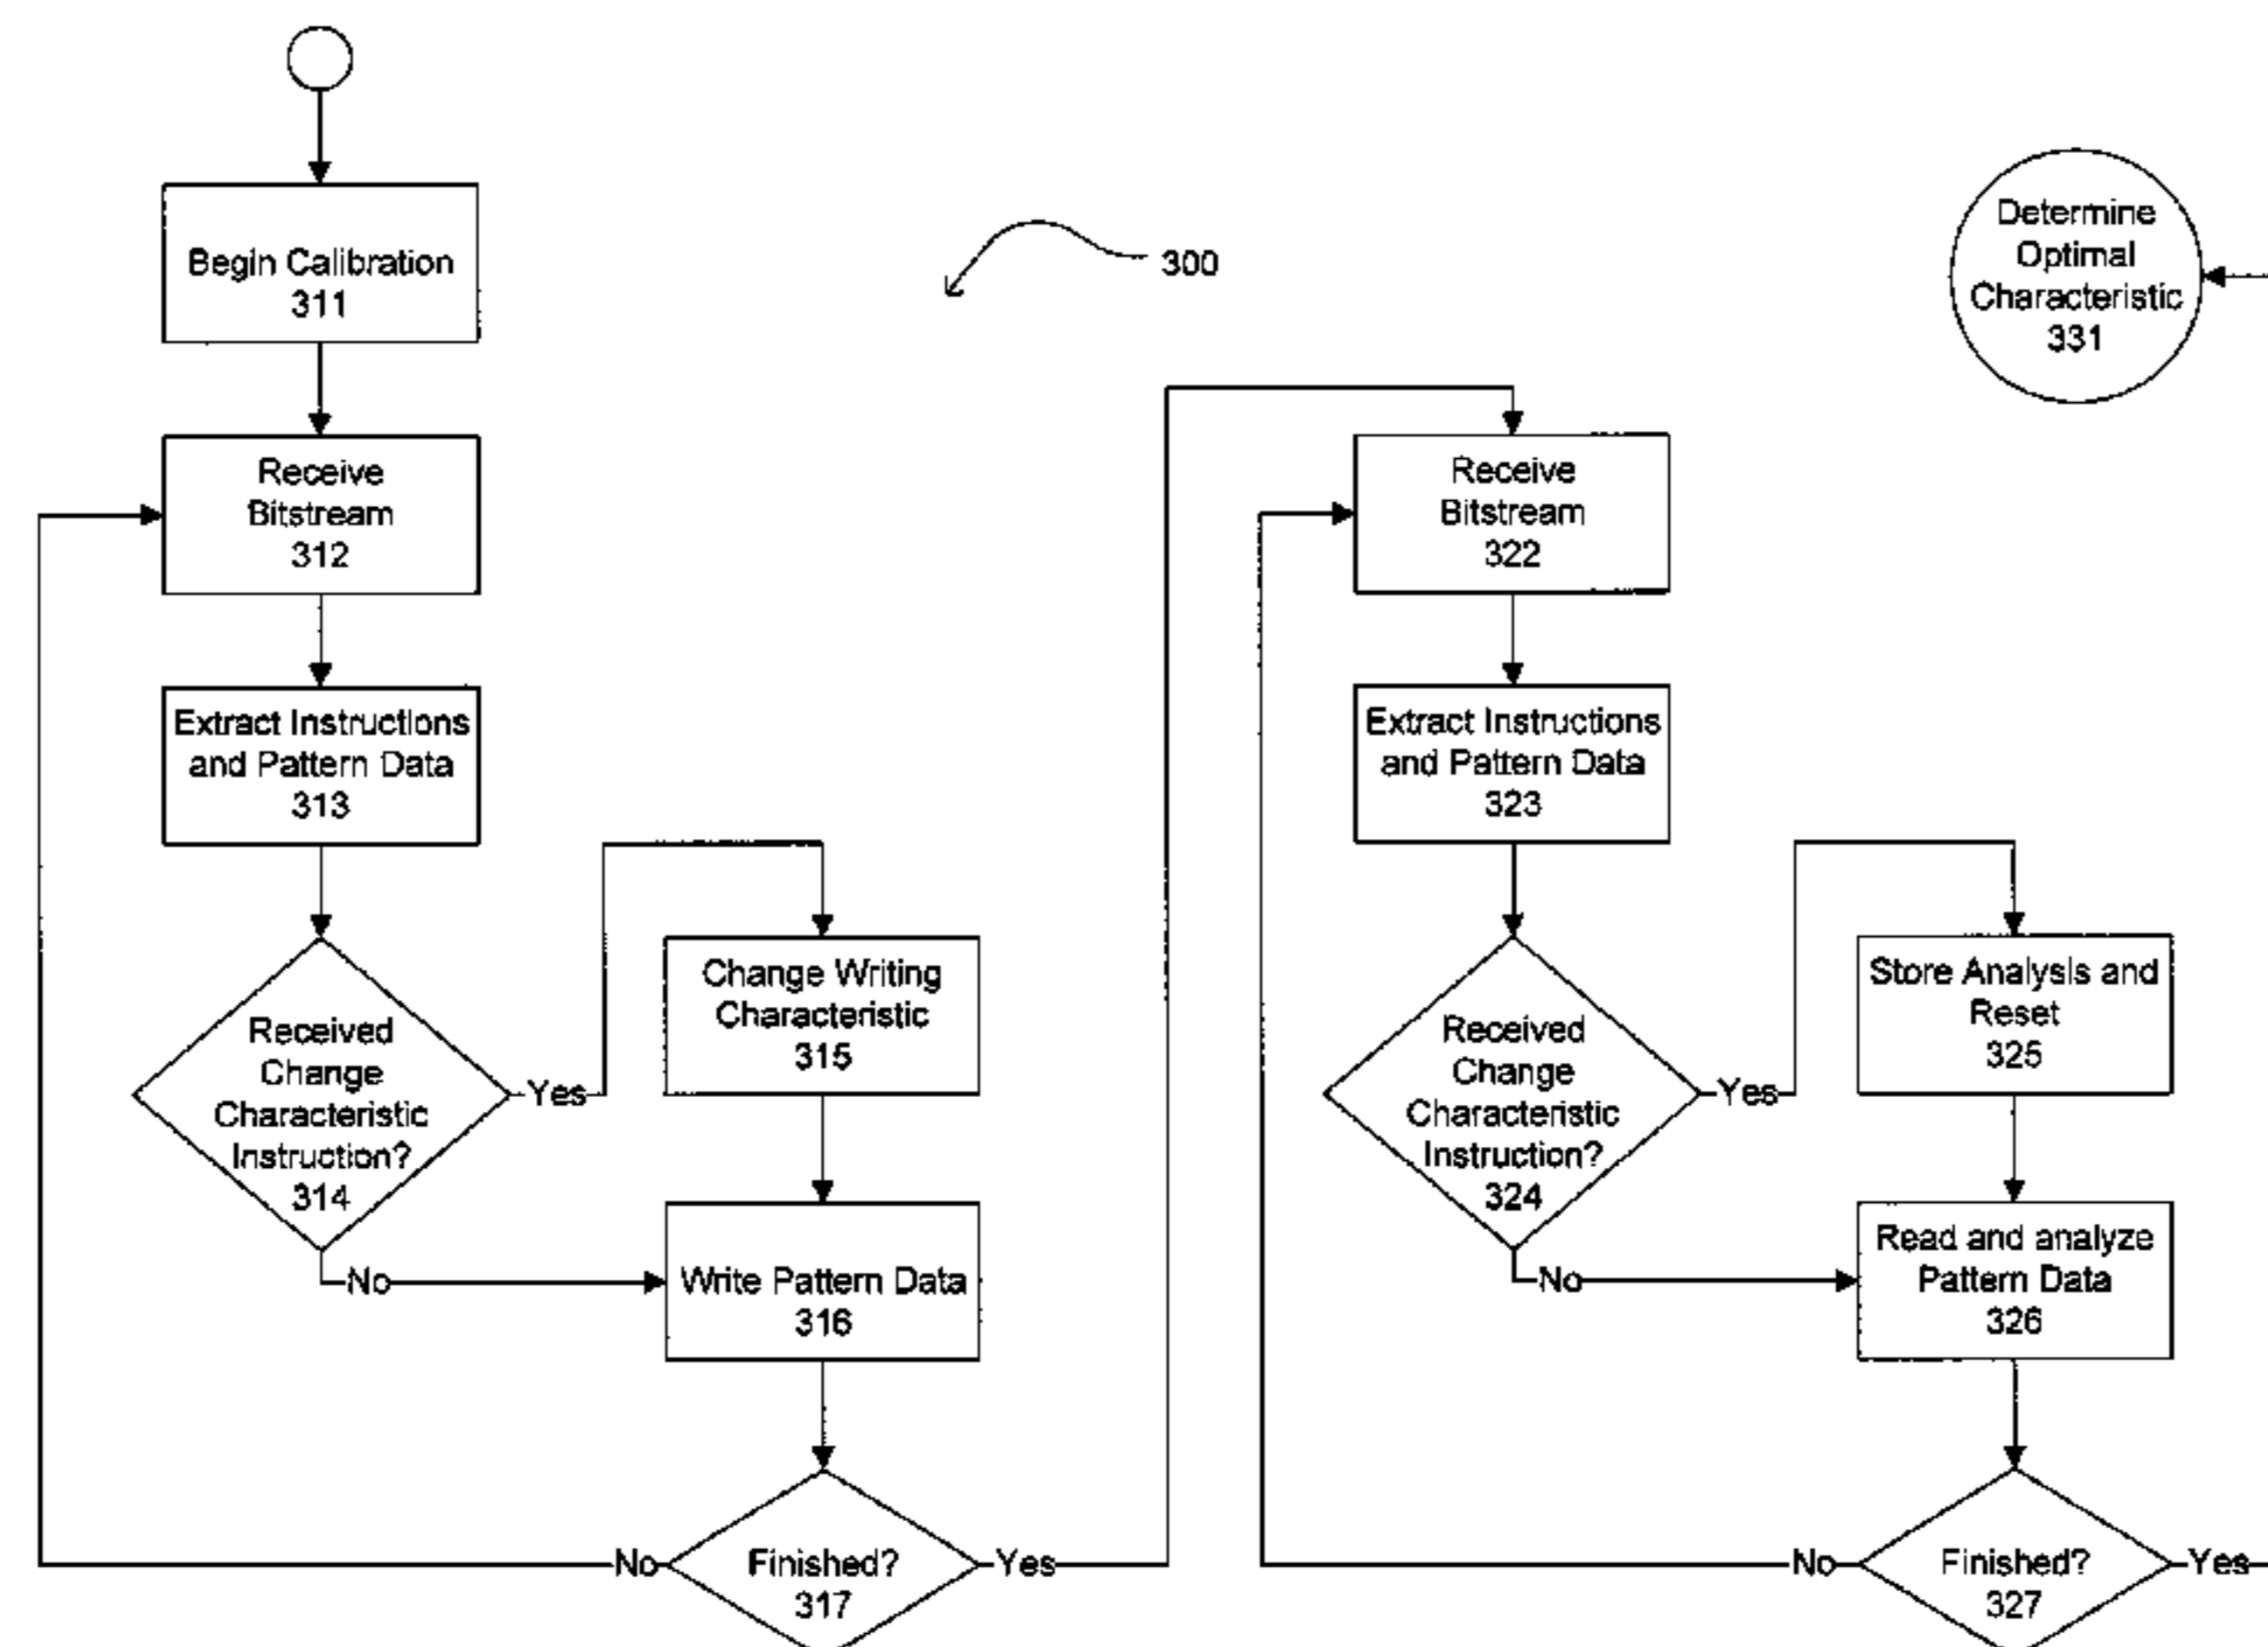 Begin Calibration
311
300
Receive
Bitstream
312
Extract Instructions
and Pattern Data
313
Received
Change
Characteristic
Instruction?
314
Yes
No
Change Writing
Characteristic
315
Write Pattern Data
316
No
Finished?
317
Yes
Receive
Bitstream
322
Extract Instructions
and Pattern Data
323
Received
Change
Characteristic
Instruction?
324
Yes
No
Store Analysis and
Reset
325
Read and analyze
Pattern Data
326
No
Finished?
327
Yes
Determine
Optimal
Characteristic
331